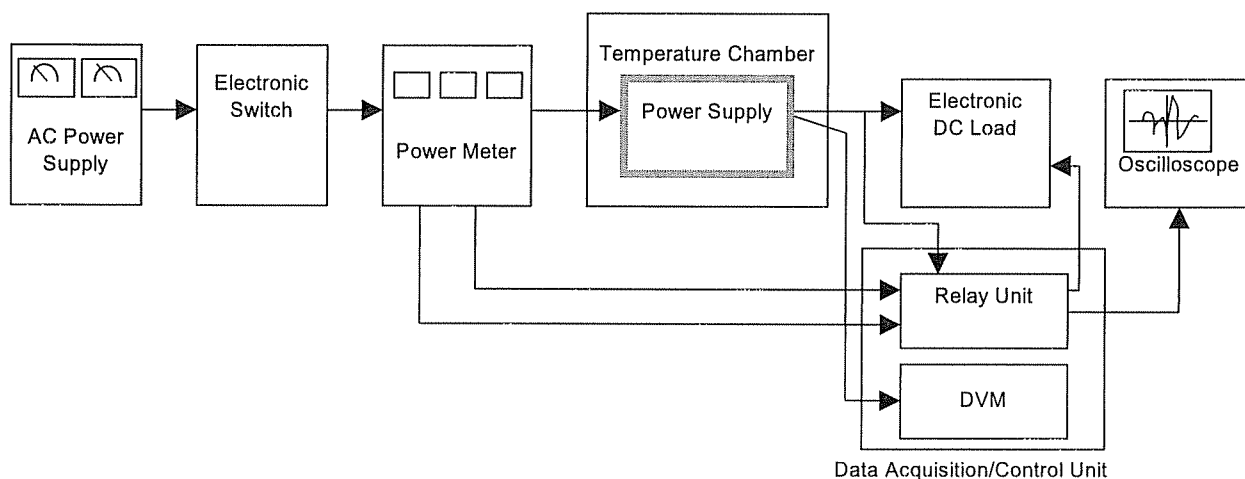 AC Power
Supply
Electronic
Switch
Power Meter
Temperature Chamber
Power Supply
Electronic
DC Load
Oscilloscope
Relay Unit
DVM
Data Acquisition/Control Unit